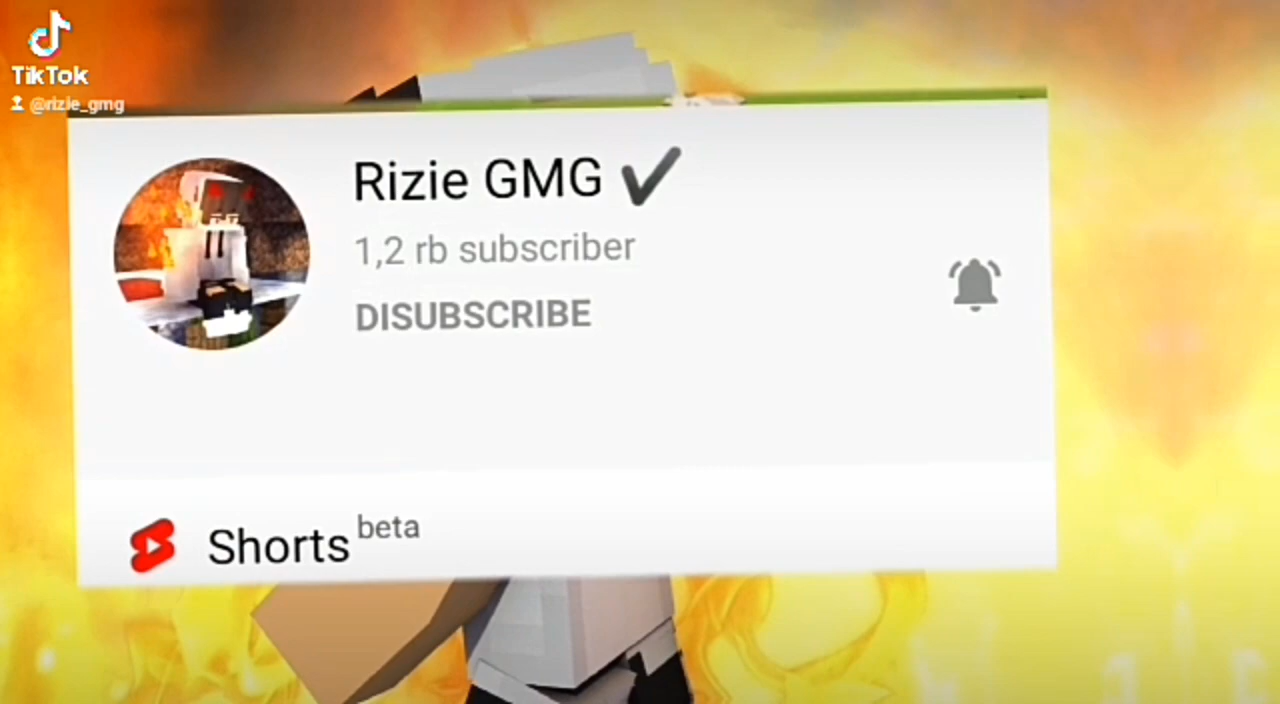 TikTok
@rizie_gmg
Rizie GMG ✔
1,2 rb subscriber
DISUBSCRIBE
Shorts beta